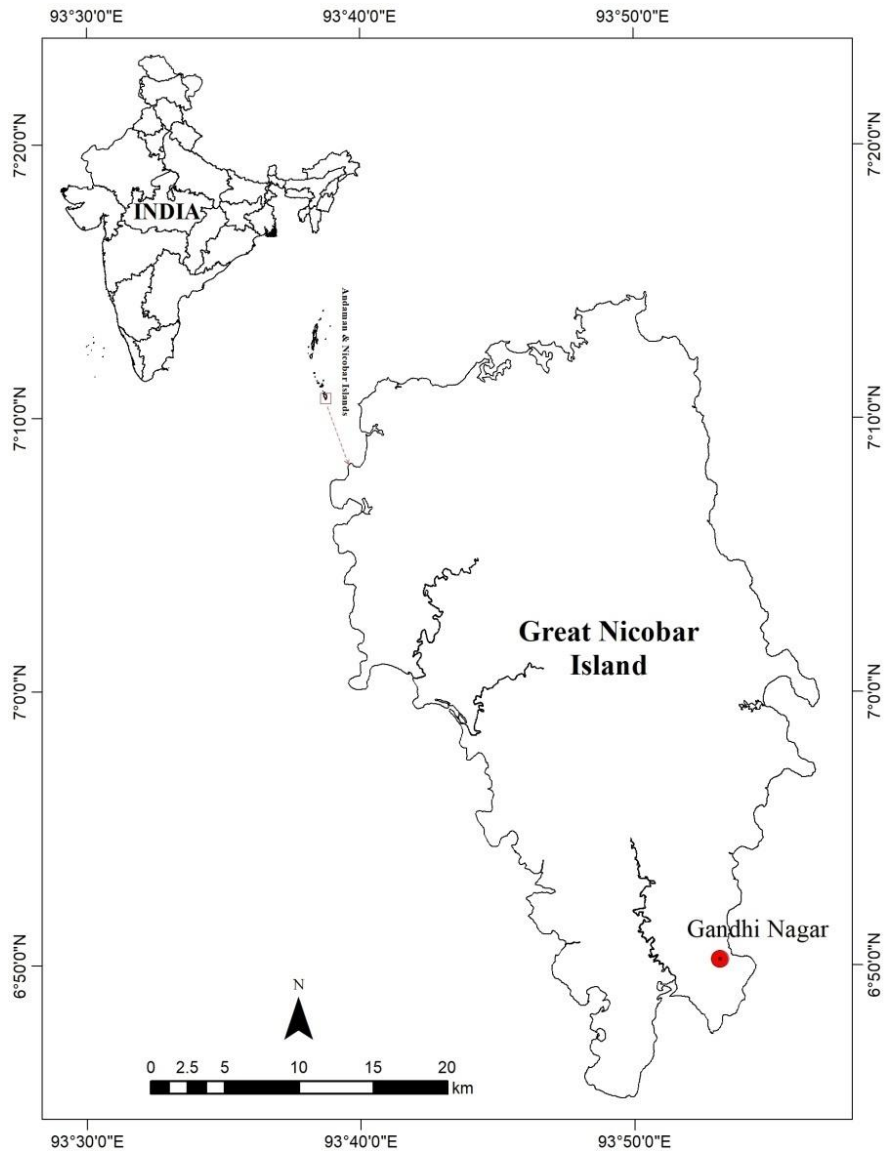 93°30'0"E 93°40'0"E 93°50'0"E
7°20'0"N 7°20'0"N
INDIA
Andaman & Nicobar Islands
7°10'0"N 7°10'0"N
Great Nicobar
Island
7°0'0"N 7°0'0"N
Gandhi Nagar
6°50'0"N 6°50'0"N
N
0 2.5 5 10 15 20
km
93°30'0"E 93°40'0"E 93°50'0"E